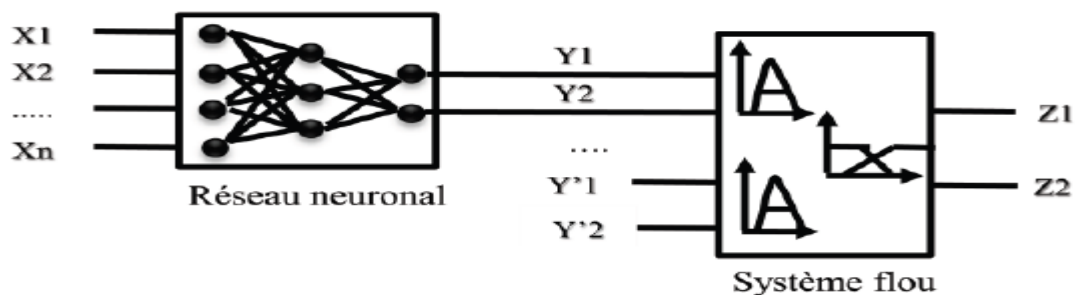 X1
X2
.....
Xn
Réseau neuronal
Y1
Y2
....
Y'1
Y'2
Z1
Z2
Système flou